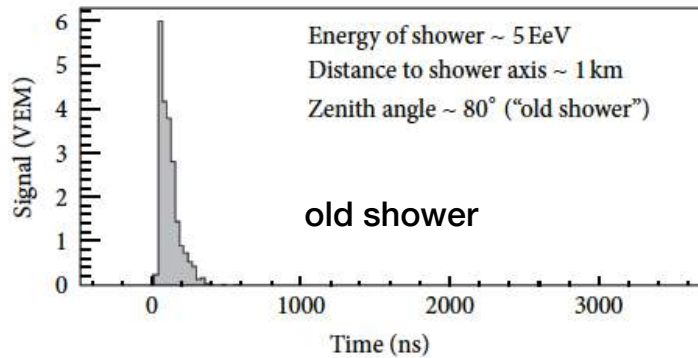 6
5
4
3
2
1
0
Signal (VEM)
Energy of shower ~ 5 EeV
Distance to shower axis ~ 1 km
Zenith angle ~ 80° (“old shower”)
old shower
0 1000 2000 3000
Time (ns)